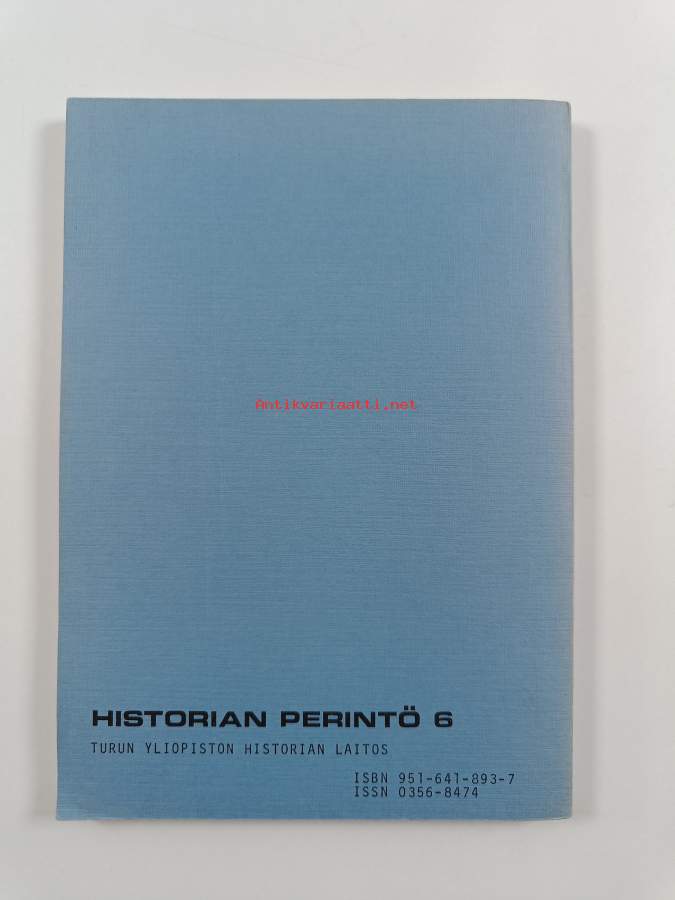 Antikvariaatti.net
HISTORIAN PERINTÖ 6
TURUN YLIOPISTON HISTORIAN LAITOS
ISBN 951-641-893-7
ISSN 0356-8474